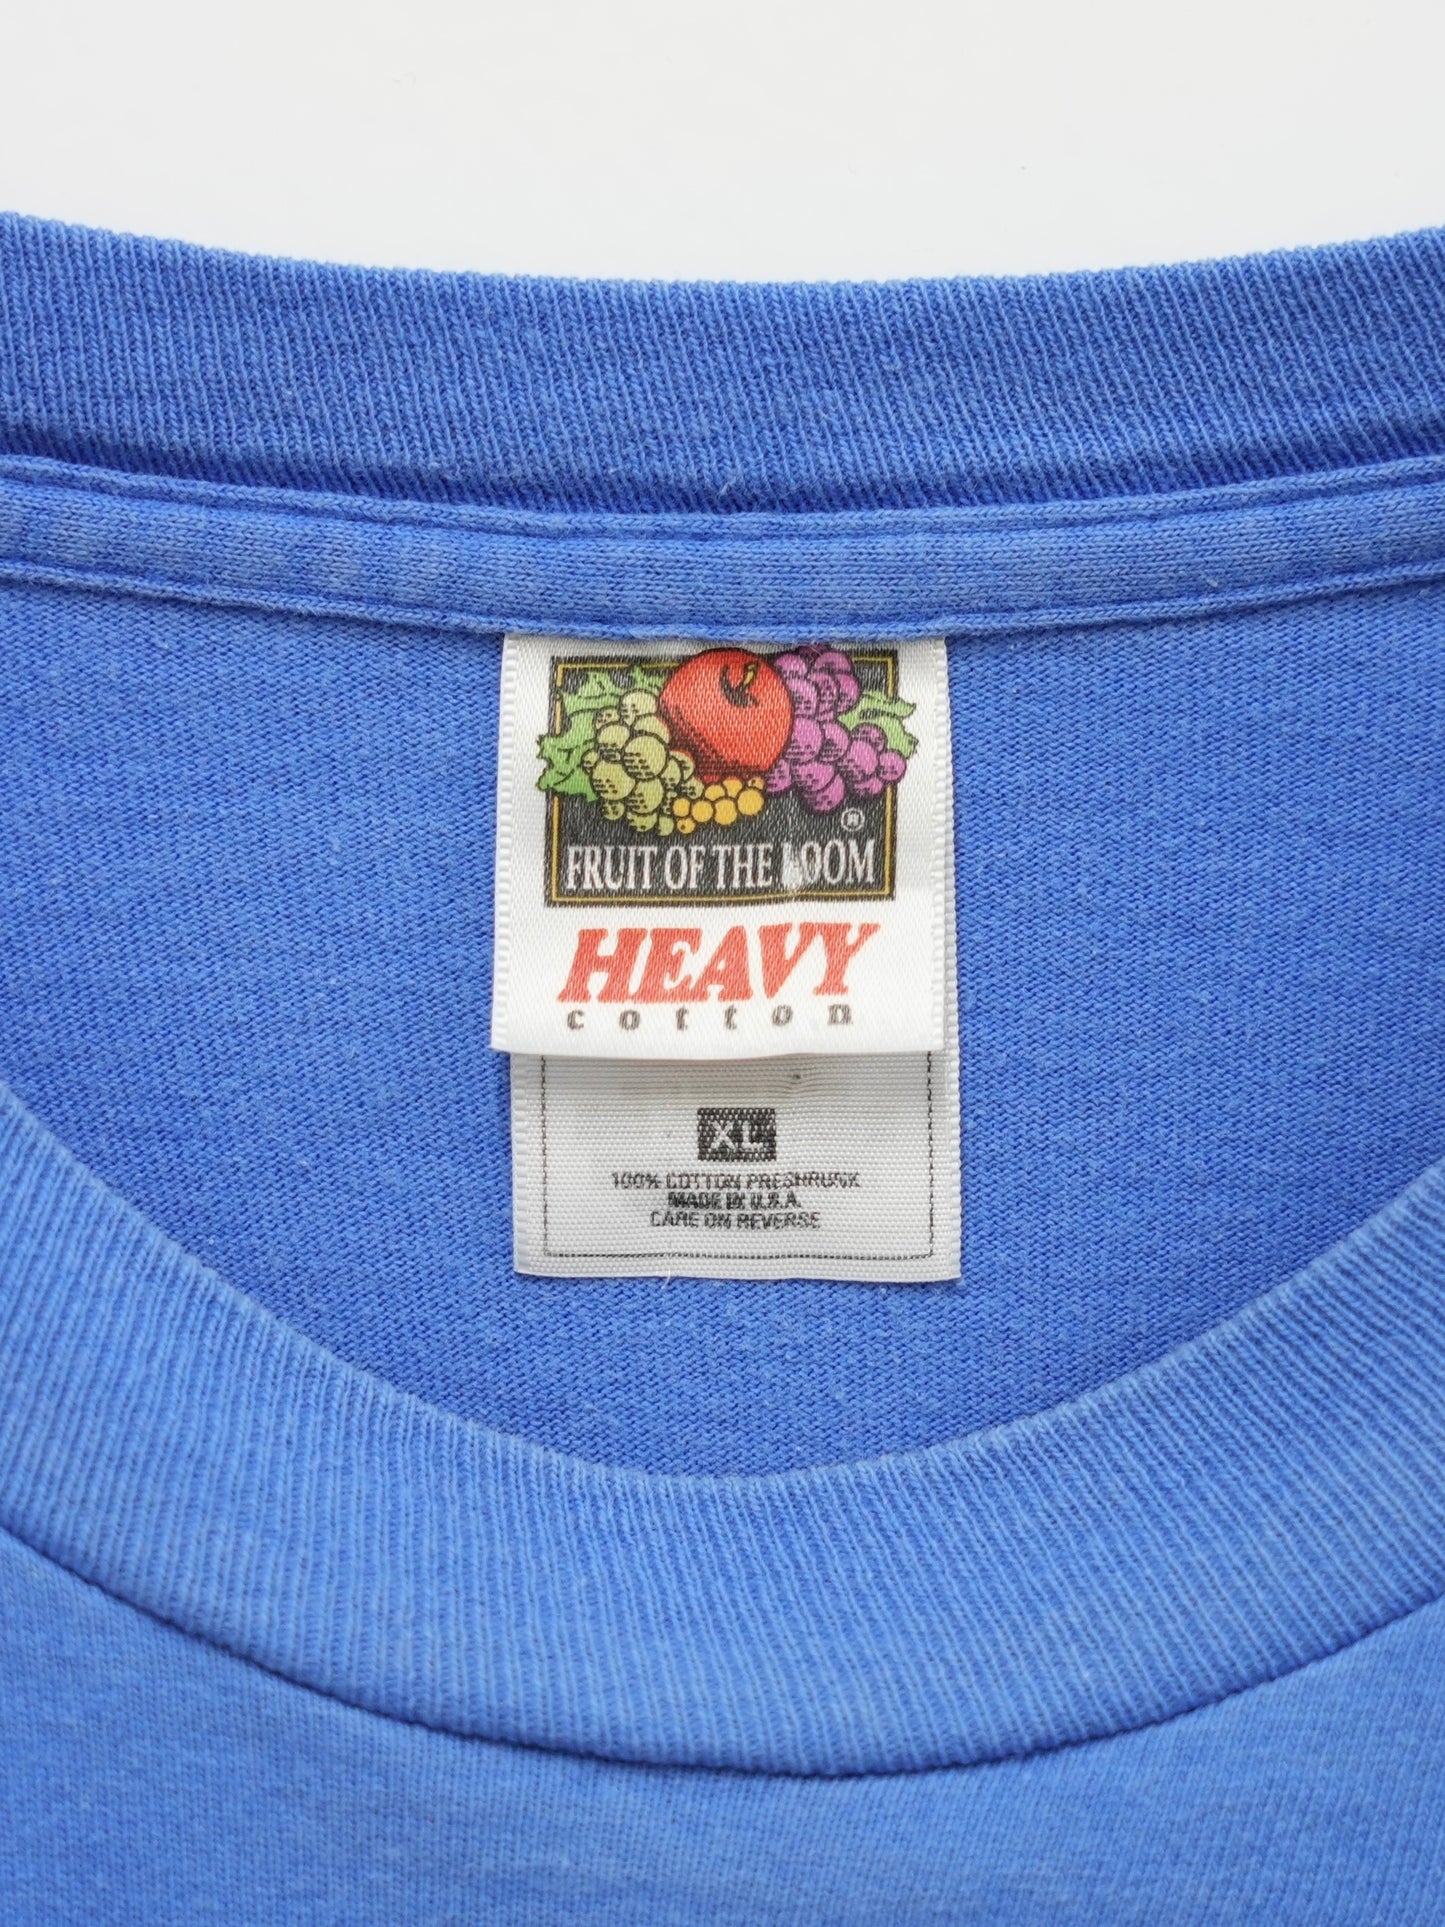 ®
FRUIT OF THE LOOM
HEAVY
cotton
XL
100% COTTON PRESHRUNK
MADE IN U.S.A.
CARE ON REVERSE